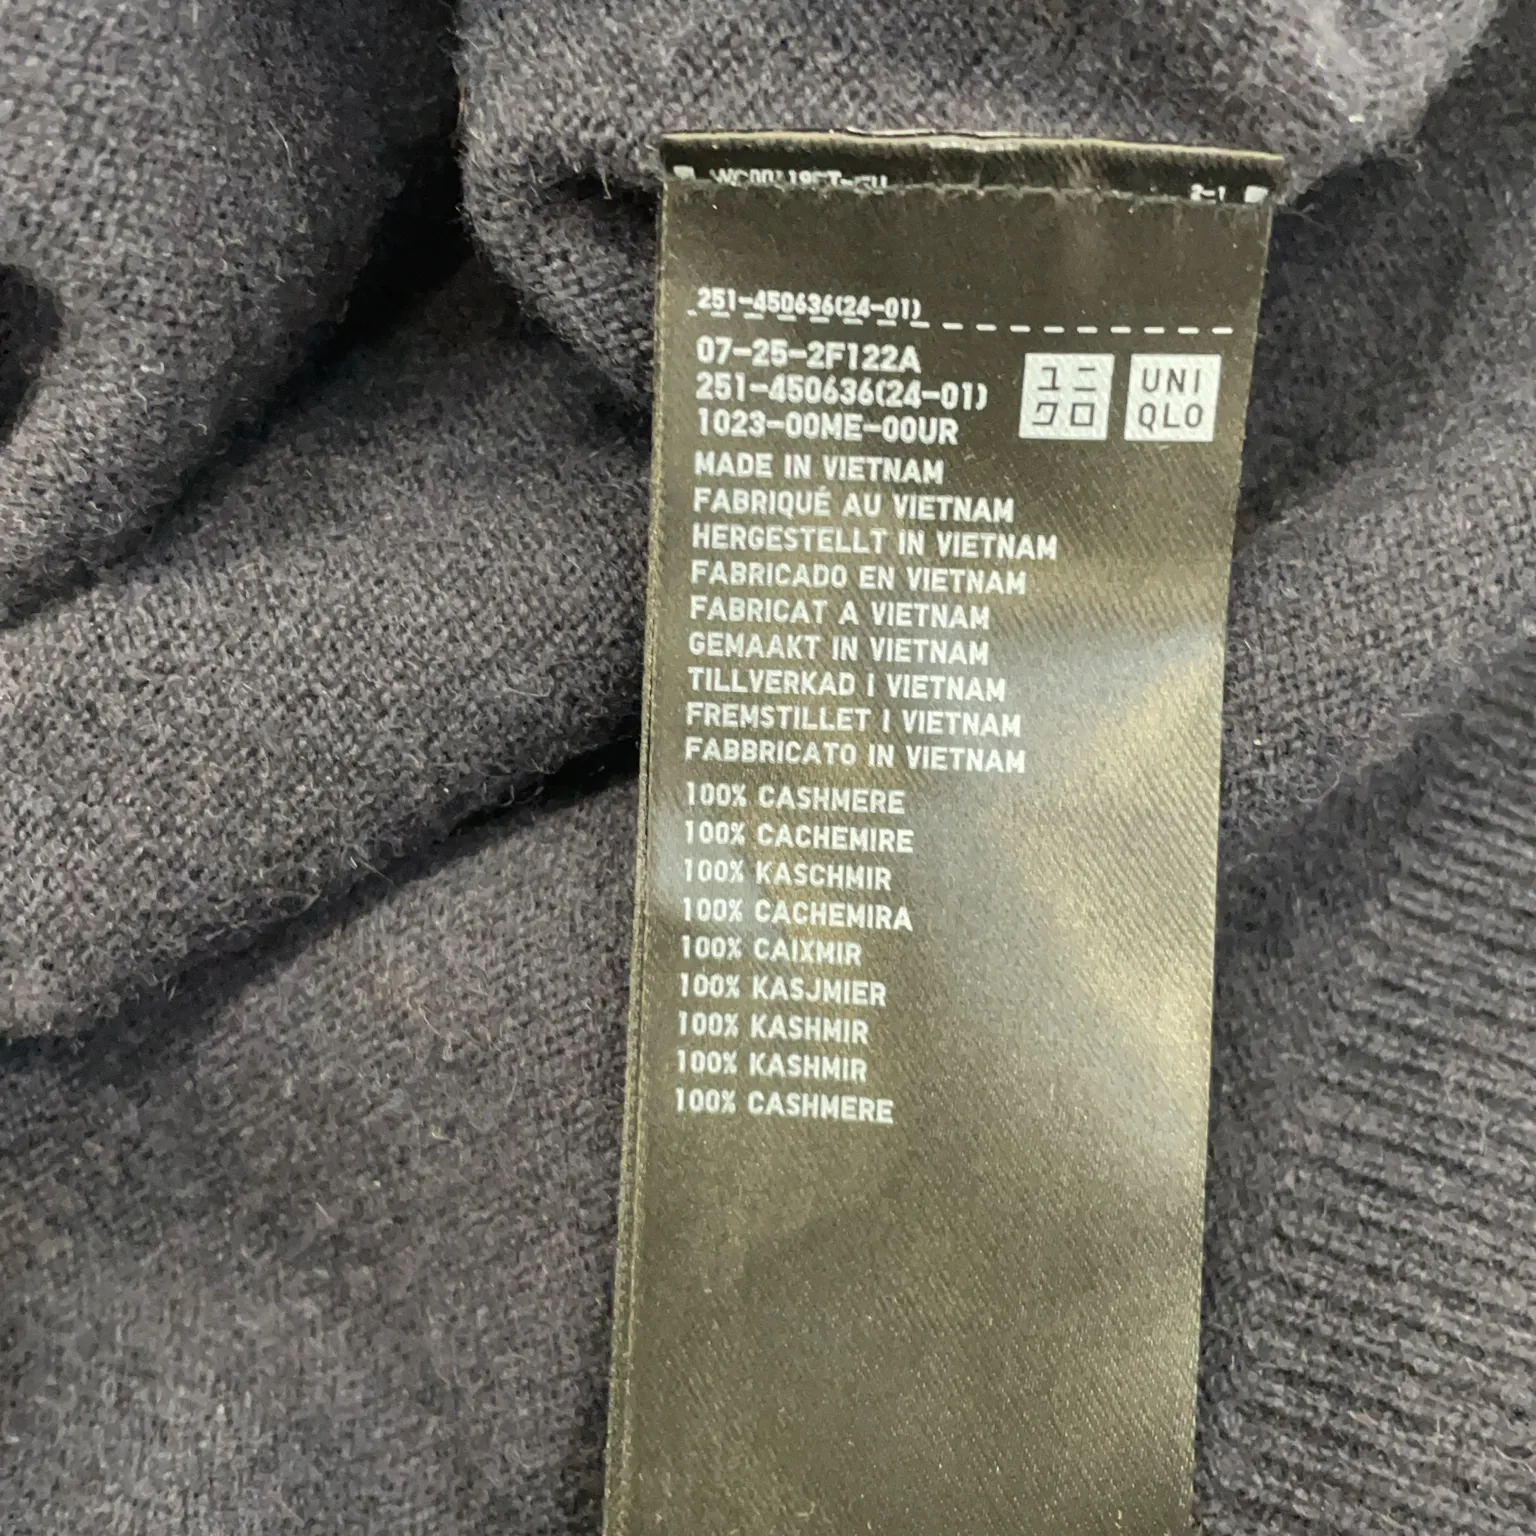 2-1
251-450636(24-01)
07-25-2F122A
251-450636(24-01)
1023-00ME-00UR
ユニ
クロ
UNI
QLO
MADE IN VIETNAM
FABRIQUÉ AU VIETNAM
HERGESTELLT IN VIETNAM
FABRICADO EN VIETNAM
FABRICAT A VIETNAM
GEMAAKT IN VIETNAM
TILLVERKAD I VIETNAM
FREMSTILLET I VIETNAM
FABBRICATO IN VIETNAM
100% CASHMERE
100% CACHEMIRE
100% KASCHMIR
100% CACHEMIRA
100% CAIXMIR
100% KASJMIER
100% KASHMIR
100% KASHMIR
100% CASHMERE